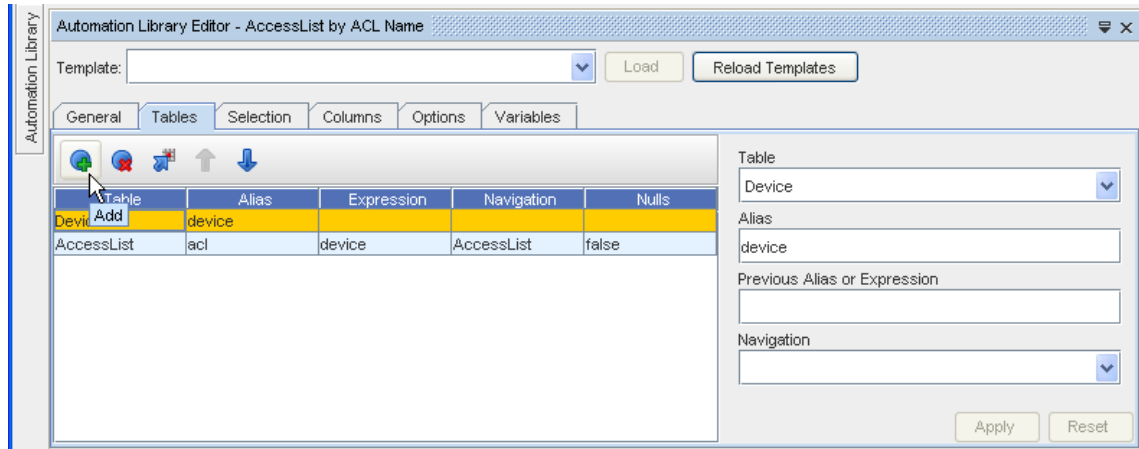 Automation Library
Automation Library Editor - AccessList by ACL Name
Template: Load Reload Templates
General Tables Selection Columns Options Variables
Table Alias Expression Navigation Nulls
Add
device
AccessList acl device AccessList false
Table
Device
Alias
device
Previous Alias or Expression
Navigation
Apply Reset